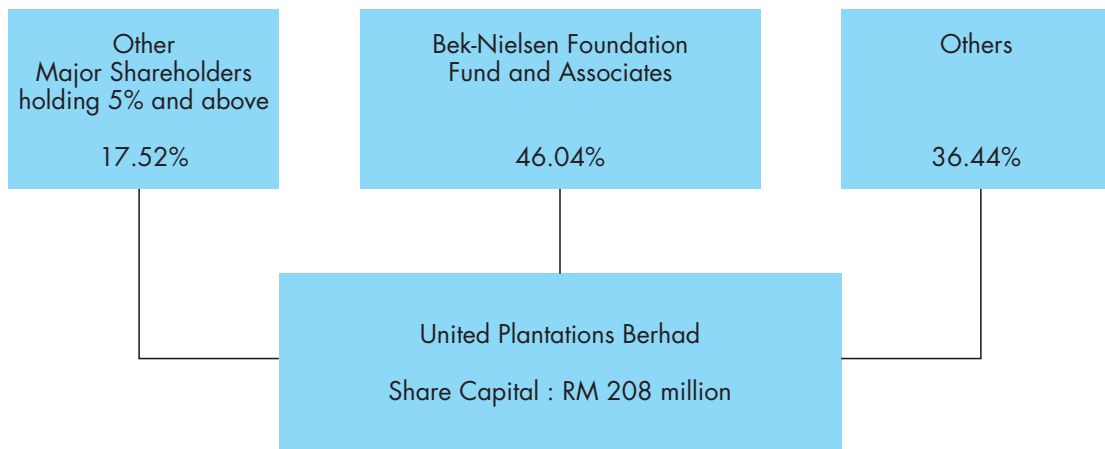 Other
Major Shareholders
holding 5% and above
17.52%
Bek-Nielsen Foundation
Fund and Associates
46.04%
Others
36.44%
United Plantations Berhad
Share Capital : RM 208 million